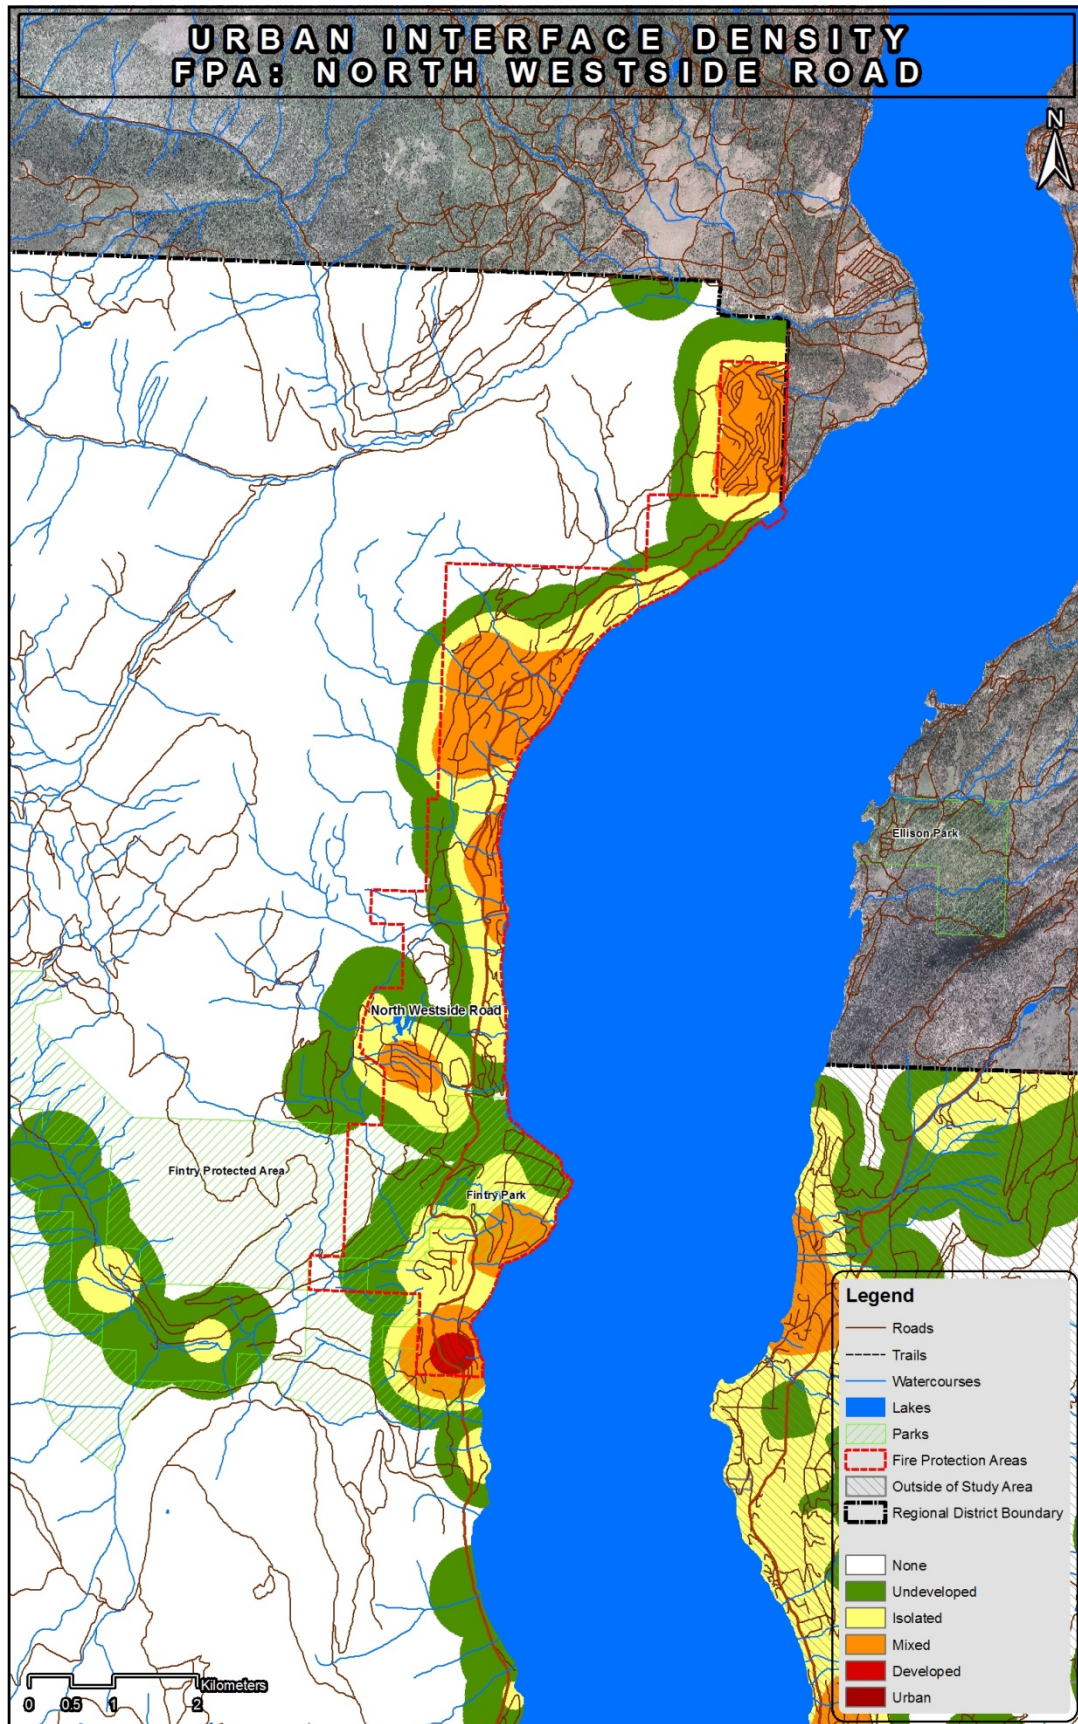 URBAN INTERFACE DENSITY
FPA: NORTH WESTSIDE ROAD
N
Ellison Park
North Westside Road
Fintry Protected Area
Fintry Park
Legend
Roads
Trails
Watercourses
Lakes
Parks
Fire Protection Areas
Outside of Study Area
Regional District Boundary
None
Undeveloped
Isolated
Mixed
Developed
Urban
Kilometers
0 0.5 1 2